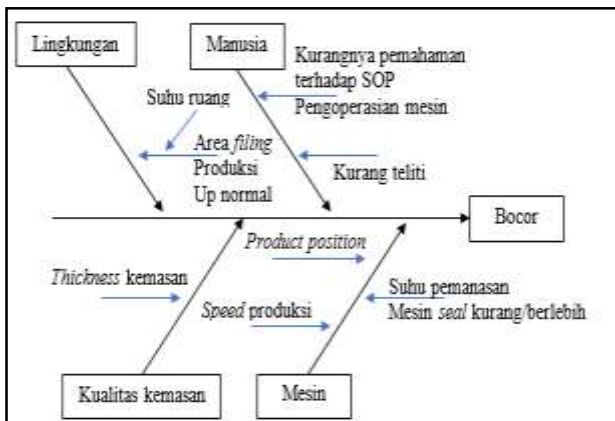 Lingkungan
Manusia
Kurangnya pemahaman
terhadap SOP
Pengoperasian mesin
Suhu ruang
Area filing
Produksi
Up normal
Kurang teliti
Bocor
Product position
Thickness kemasan
Suhu pemanasan
Mesin seal kurang/berlebih
Speed produksi
Kualitas kemasan
Mesin